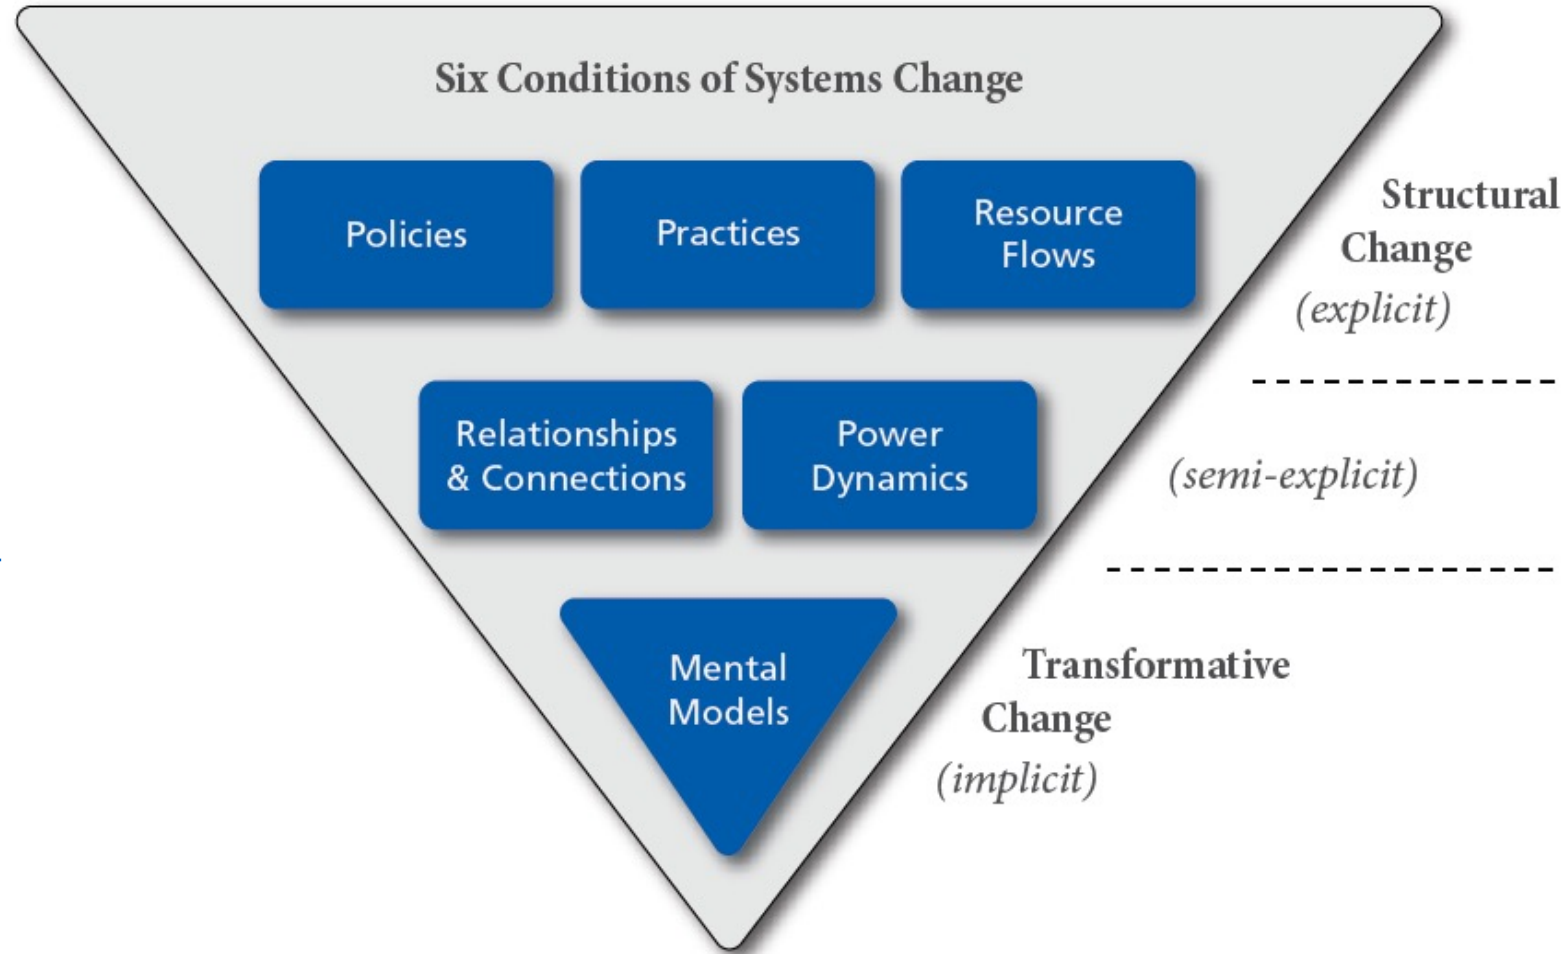 Six Conditions of Systems Change
Policies
Practices
Resource
Flows
Structural
Change
(explicit)
Relationships
& Connections
Power
Dynamics
(semi-explicit)
Mental
Models
Transformative
Change
(implicit)